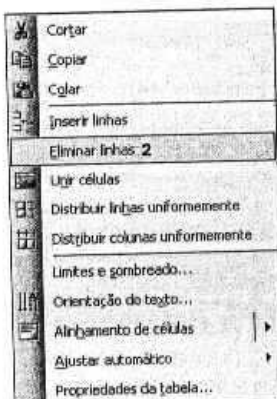 Cortar
Copiar
Colar
Inserir linhas
Eliminar linhas 2
Unir células
Distribuir linhas uniformemente
Distribuir colunas uniformemente
Limites e sombreado...
Orientação do texto...
Alinhamento de células
Ajustar automático
Propriedades da tabela...